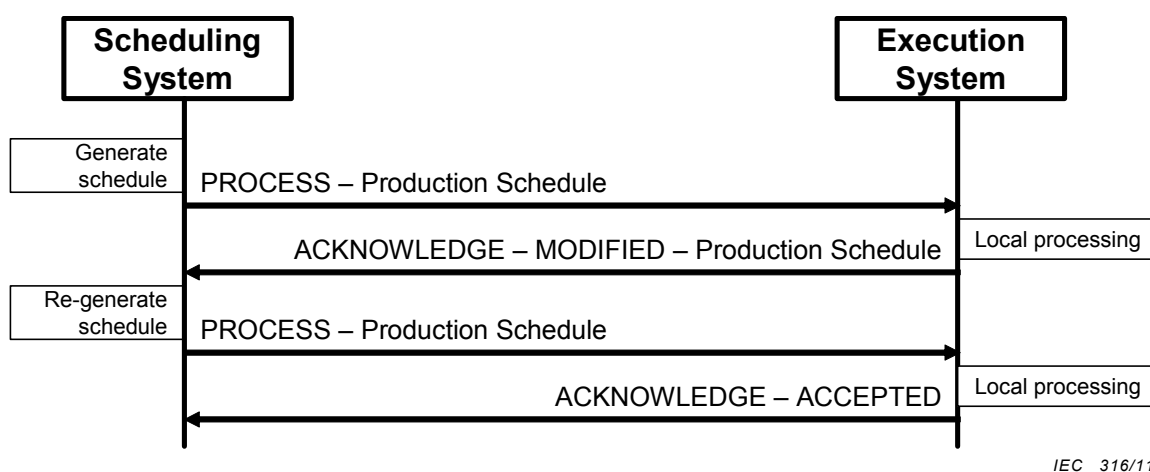 Scheduling
System
Execution
System
Generate
schedule
PROCESS – Production Schedule
Local processing
ACKNOWLEDGE – MODIFIED – Production Schedule
Re-generate
schedule
PROCESS – Production Schedule
Local processing
ACKNOWLEDGE – ACCEPTED
IEC 316/11